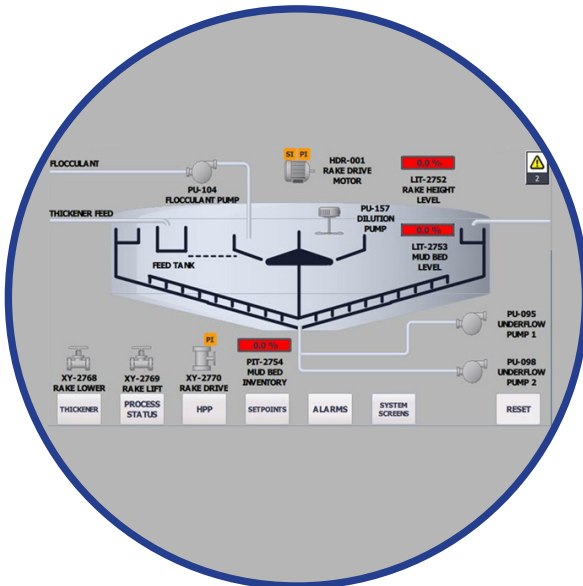 FLOCCULANT
PU-104
FLOCCULANT PUMP
SI PI
HDR-001
RAKE DRIVE
MOTOR
0.0 %
LIT-2752
RAKE HEIGHT
LEVEL
2
THICKENER FEED
PU-157
DILUTION
PUMP
0.0 %
LIT-2753
MUD BED
LEVEL
FEED TANK
PU-095
UNDERFLOW
PUMP 1
PU-098
UNDERFLOW
PUMP 2
XY-2768
RAKE LOWER
XY-2769
RAKE LIFT
PI
XY-2770
RAKE DRIVE
0.0 %
PIT-2754
MUD BED
INVENTORY
THICKENER
PROCESS
STATUS
HPP
SETPOINTS
ALARMS
SYSTEM
SCREENS
RESET